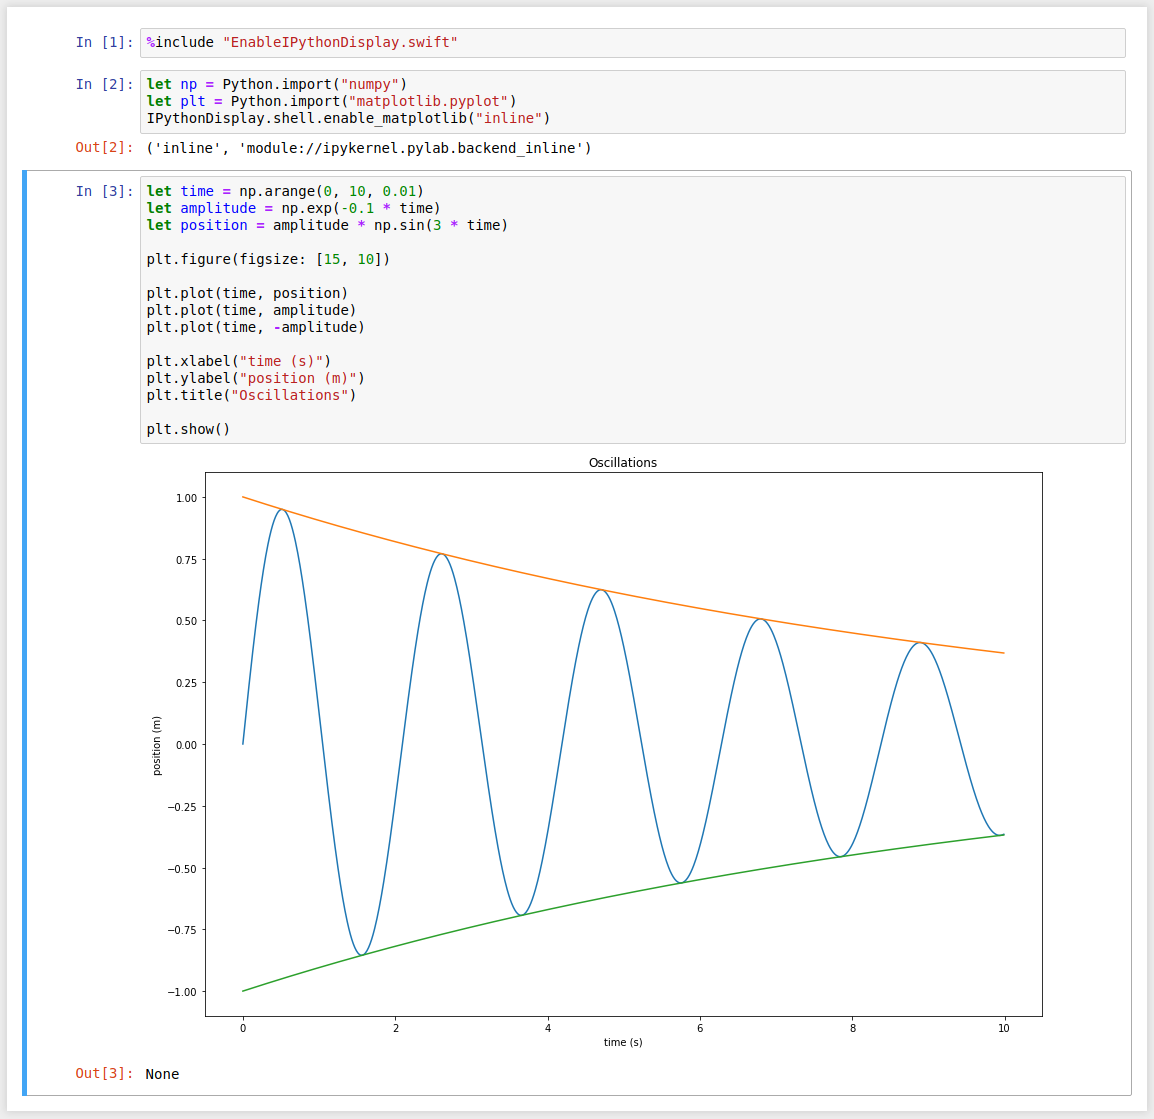 In [1]: %include "EnableIPythonDisplay.swift"
In [2]: let np = Python.import("numpy")
let plt = Python.import("matplotlib.pyplot")
IPythonDisplay.shell.enable_matplotlib("inline")
Out[2]: ('inline', 'module://ipykernel.pylab.backend_inline')
In [3]: let time = np.arange(0, 10, 0.01)
let amplitude = np.exp(-0.1 * time)
let position = amplitude * np.sin(3 * time)
plt.figure(figsize: [15, 10])
plt.plot(time, position)
plt.plot(time, amplitude)
plt.plot(time, -amplitude)
plt.xlabel("time (s)")
plt.ylabel("position (m)")
plt.title("Oscillations")
plt.show()
Oscillations
1.00
0.75
0.50
0.25
0.00
−0.25
−0.50
−0.75
−1.00
position (m)
0 2 4 6 8 10
time (s)
Out[3]: None